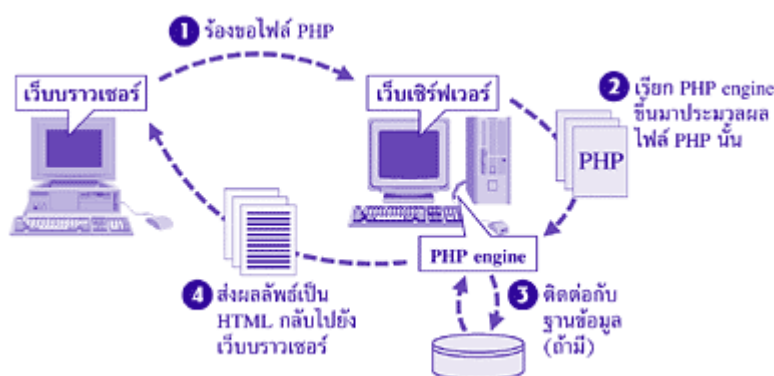 1 ร้องขอไฟล์ PHP
เว็บบราวเซอร์
เว็บเซิร์ฟเวอร์
2 เรียก PHP engine
ขึ้นมาประมวลผล
ไฟล์ PHP นั้น
PHP
PHP engine
3 ติดต่อกับ
ฐานข้อมูล
(ถ้ามี)
4 ส่งผลลัพธ์เป็น
HTML กลับไปยัง
เว็บบราวเซอร์